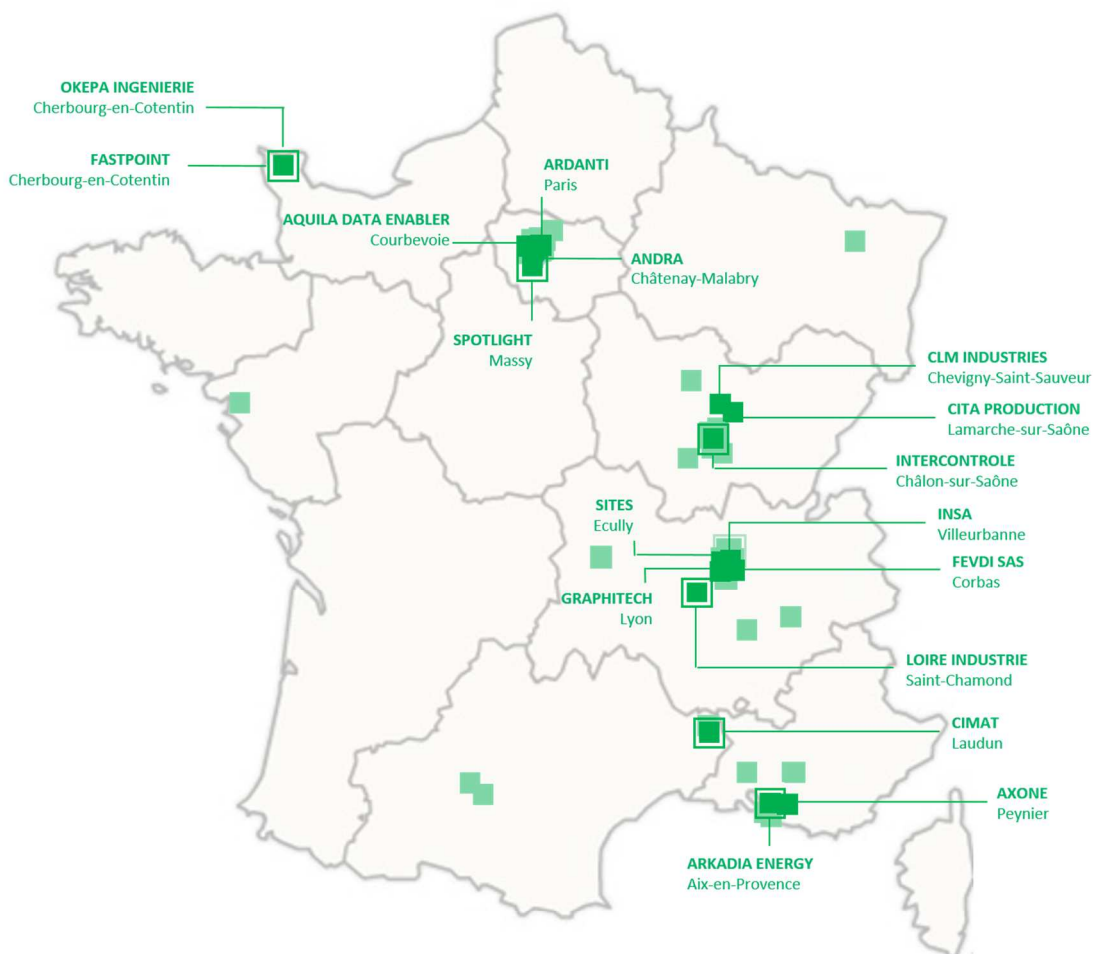 OKEPA INGENIERIE
Cherbourg-en-Cotentin
FASTPOINT
Cherbourg-en-Cotentin
ARDANTI
Paris
AQUILA DATA ENABLER
Courbevoie
ANDRA
Châtenay-Malabry
SPOTLIGHT
Massy
CLM INDUSTRIES
Chevigny-Saint-Sauveur
CITA PRODUCTION
Lamarche-sur-Saône
INTERCONTROLE
Châlon-sur-Saône
SITES
Ecully
INSA
Villeurbanne
FEVDI SAS
Corbas
GRAPHITECH
Lyon
LOIRE INDUSTRIE
Saint-Chamond
CIMAT
Laudun
AXONE
Peynier
ARKADIA ENERGY
Aix-en-Provence